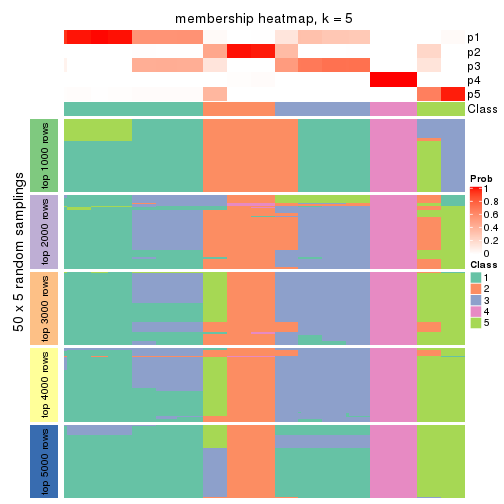 membership heatmap, k = 5
p1
p2
p3
p4
p5
Class
50 x 5 random samplings
top 1000 rows
top 2000 rows
top 3000 rows
top 4000 rows
top 5000 rows
Prob
1
0.8
0.6
0.4
0.2
0
Class
1
2
3
4
5